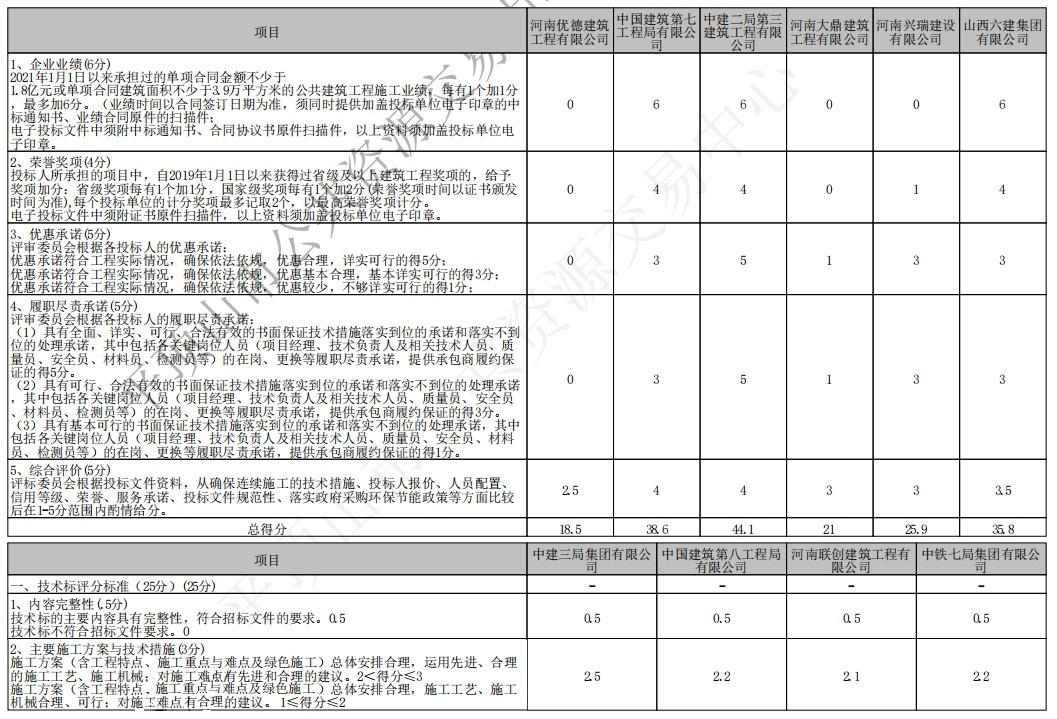 项目
河南优德建筑
工程有限公司
中国建筑第七
工程局有限公
司
中建二局第三
建筑工程有限
公司
河南大鼎建筑
工程有限公司
河南兴瑞建设
有限公司
山西六建集团
有限公司
1、企业业绩(6分)
2021年1月1日以来承担过的单项合同金额不少于
1.8亿元或单项合同建筑面积不少于3.9万平方米的公共建筑工程施工业绩，每有1个加1分
，最多加6分。（业绩时间以合同签订日期为准，须同时提供加盖投标单位电子印章的中
标通知书、业绩合同原件的扫描件；
电子投标文件中须附中标通知书、合同协议书原件扫描件，以上资料须加盖投标单位电
子印章。
0 6 6 0 0 6
2、荣誉奖项(4分)
投标人所承担的项目中，自2019年1月1日以来获得过省级及以上建筑工程奖项的，给予
奖项加分：省级奖项每有1个加1分，国家级奖项每有1个加2分(荣誉奖项时间以证书颁发
时间为准),每个投标单位的计分奖项最多记取2个，以最高荣誉奖项计分。
电子投标文件中须附证书原件扫描件，以上资料须加盖投标单位电子印章。
0 4 4 0 1 4
3、优惠承诺(5分)
评审委员会根据各投标人的优惠承诺：
优惠承诺符合工程实际情况，确保依法依规，优惠合理，详实可行的得5分；
优惠承诺符合工程实际情况，确保依法依规，优惠基本合理，基本详实可行的得3分；
优惠承诺符合工程实际情况，确保依法依规，优惠较少，不够详实可行的得1分；
0 3 5 1 3 3
4、履职尽责承诺(5分)
评审委员会根据各投标人的履职尽责承诺：
（1）具有全面、详实、可行、合法有效的书面保证技术措施落实到位的承诺和落实不到
位的处理承诺，其中包括各关键岗位人员（项目经理、技术负责人及相关技术人员、质
量员、安全员、材料员、检测员等）的在岗、更换等履职尽责承诺，提供承包商履约保
证的得5分。
（2）具有可行、合法有效的书面保证技术措施落实到位的承诺和落实不到位的处理承诺
，其中包括各关键岗位人员（项目经理、技术负责人及相关技术人员、质量员、安全员
、材料员、检测员等）的在岗、更换等履职尽责承诺，提供承包商履约保证的得3分。
（3）具有基本可行的书面保证技术措施落实到位的承诺和落实不到位的处理承诺，其中
包括各关键岗位人员（项目经理、技术负责人及相关技术人员、质量员、安全员、材料
员、检测员等）的在岗、更换等履职尽责承诺，提供承包商履约保证的得1分。
0 3 5 1 3 3
5、综合评价(5分)
评标委员会根据投标文件资料，从确保连续施工的技术措施、投标人报价、人员配置、
信用等级、荣誉、服务承诺、投标文件规范性、落实政府采购环保节能政策等方面比较
后在1-5分范围内酌情给分。
2.5 4 4 3 3 3.5
总得分 18.5 38.6 44.1 21 25.9 35.8
项目
中建三局集团有限公
司
中国建筑第八工程局
有限公司
河南联创建筑工程有
限公司
中铁七局集团有限公
司
一、技术标评分标准（25分）(25分) - - - -
1、内容完整性(.5分)
技术标的主要内容具有完整性，符合招标文件的要求。0.5
技术标不符合招标文件要求。0
0.5 0.5 0.5 0.5
2、主要施工方案与技术措施(3分)
施工方案（含工程特点、施工重点与难点及绿色施工）总体安排合理，运用先进、合理
的施工工艺、施工机械；对施工难点有先进和合理的建议。2＜得分≤3
施工方案（含工程特点、施工重点与难点及绿色施工）总体安排合理，施工工艺、施工
机械合理、可行；对施工难点有合理的建议。1≤得分≤2
2.5 2.2 2.1 2.2
平顶山市公共资源交易中心